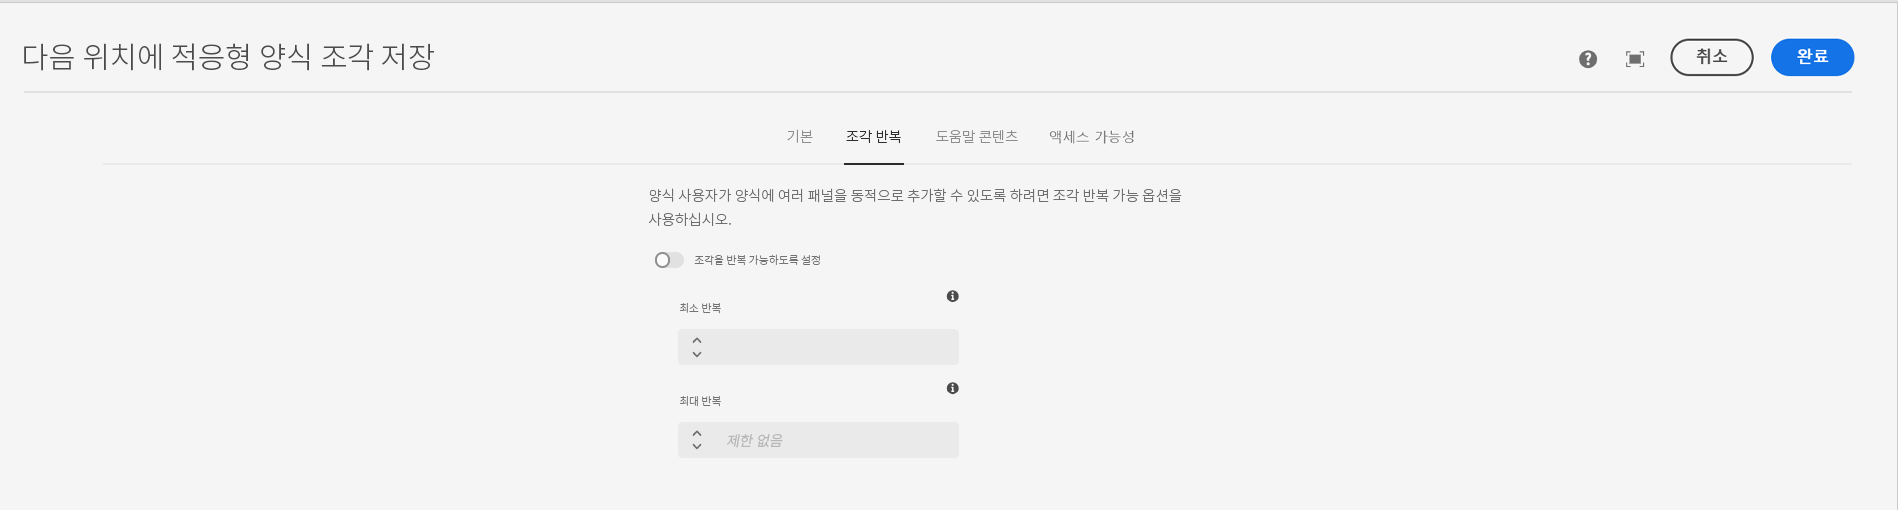 다음 위치에 적응형 양식 조각 저장
취소
완료
기본
조각 반복
도움말 콘텐츠
액세스 가능성
양식 사용자가 양식에 여러 패널을 동적으로 추가할 수 있도록 하려면 조각 반복 가능 옵션을
사용하십시오.
조각을 반복 가능하도록 설정
최소 반복
최대 반복
제한 없음